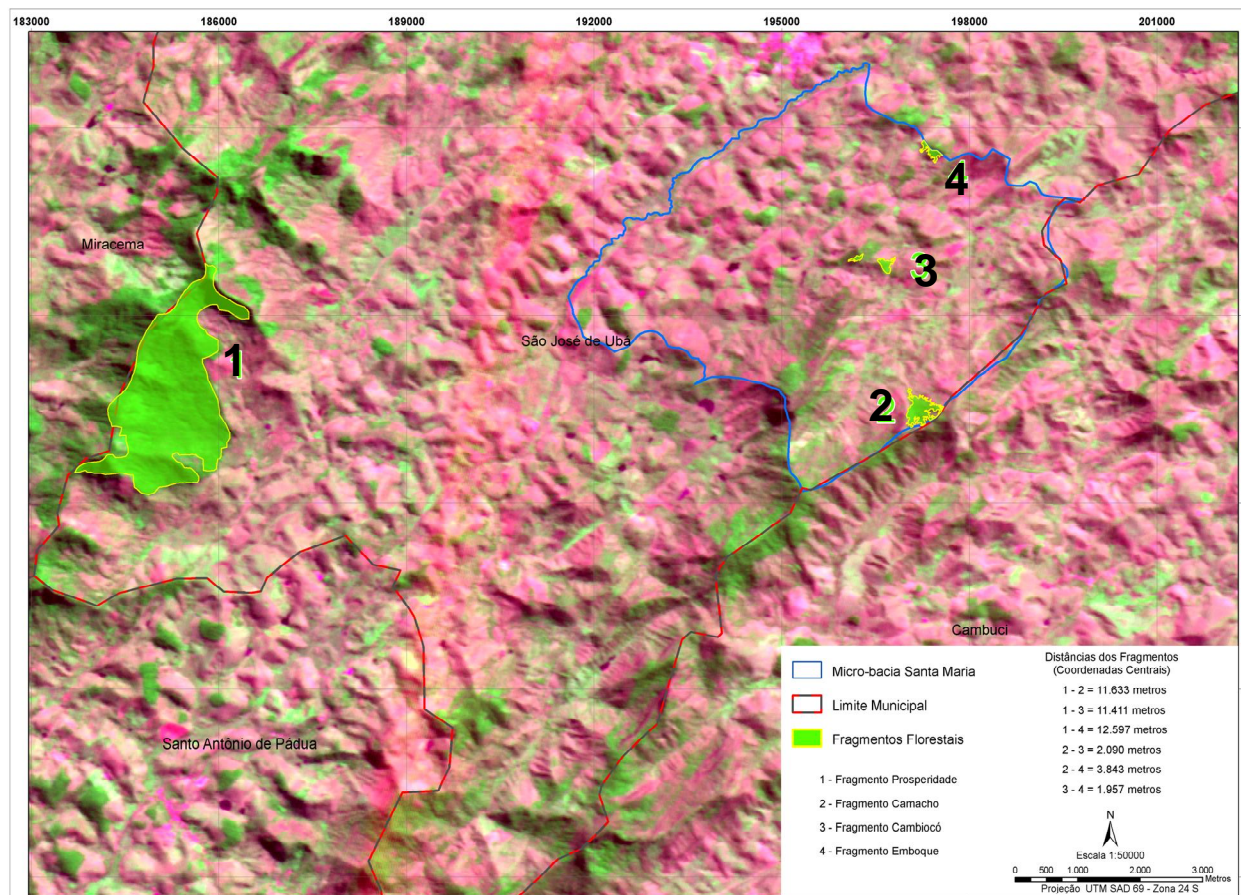 183000 186000 189000 192000 195000 198000 201000
4
Miracema
3
São José de Ubá
1
2
Cambuci
Santo Antônio de Pádua
Micro-bacia Santa Maria
Limite Municipal
Fragmentos Florestais
1 - Fragmento Prosperidade
2 - Fragmento Camacho
3 - Fragmento Cambiocó
4 - Fragmento Emboque
Distâncias dos Fragmentos
(Coordenadas Centrais)
1 - 2 = 11.633 metros
1 - 3 = 11.411 metros
1 - 4 = 12.597 metros
2 - 3 = 2.090 metros
2 - 4 = 3.843 metros
3 - 4 = 1.957 metros
N
Escala 1:50000
0 500 1.000 2.000 3.000
Metros
Projeção UTM SAD 69 - Zona 24 S